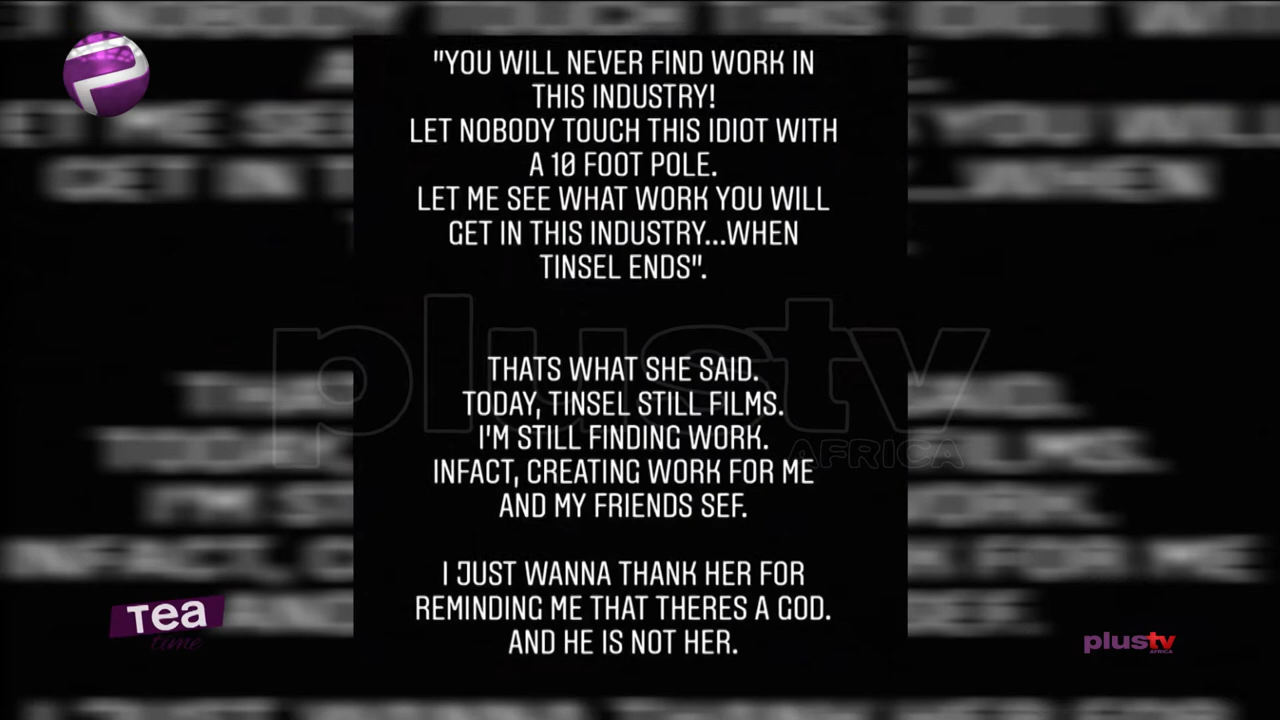 "YOU WILL NEVER FIND WORK IN
THIS INDUSTRY!
LET NOBODY TOUCH THIS IDIOT WITH
A 10 FOOT POLE.
LET ME SEE WHAT WORK YOU WILL
GET IN THIS INDUSTRY...WHEN
TINSEL ENDS".
THATS WHAT SHE SAID.
TODAY, TINSEL STILL FILMS.
I'M STILL FINDING WORK.
INFACT, CREATING WORK FOR ME
AND MY FRIENDS SEF.
I JUST WANNA THANK HER FOR
REMINDING ME THAT THERES A GOD.
AND HE IS NOT HER.
plustv
AFRICA
Tea
time
plustv
AFRICA